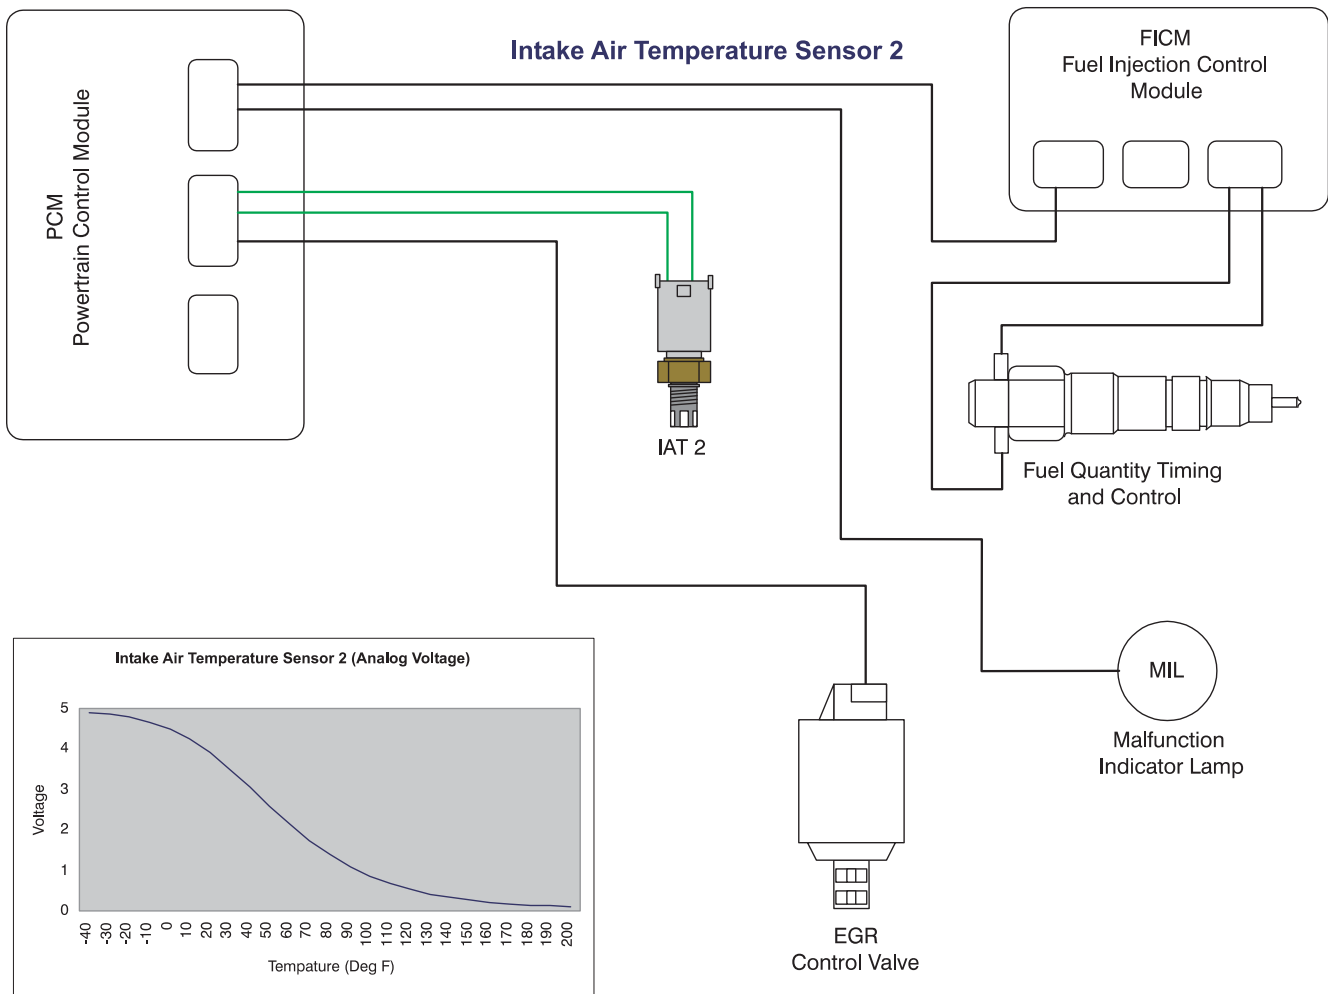 Intake Air Temperature Sensor 2
PCM
Powertrain Control Module
FICM
Fuel Injection Control
Module
IAT 2
Fuel Quantity Timing
and Control
MIL
Malfunction
Indicator Lamp
EGR
Control Valve
Intake Air Temperature Sensor 2 (Analog Voltage)
Voltage
5
4
3
2
1
0
-40 -30 -20 -10 0 10 20 30 40 50 60 70 80 90 100 110 120 130 140 150 160 170 180 190 200
Tempature (Deg F)